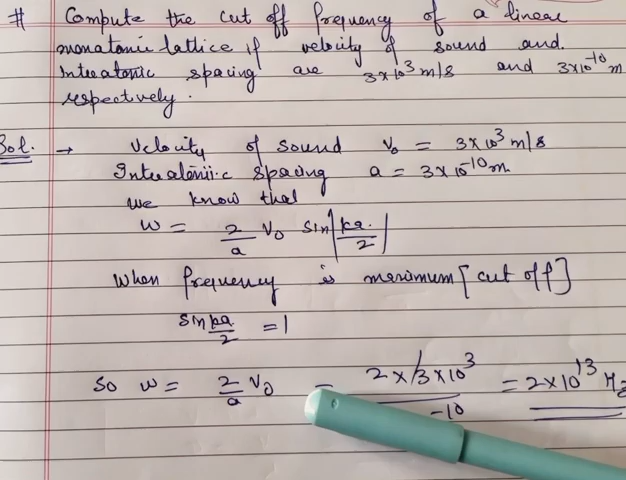 # Compute the cut off frequency of a linear
monatomic lattice if velocity of sound and.
Interatomic spacing are 3×10³ m/s and 3×10⁻¹⁰ m
respectively.
Sol. → Velocity of sound V₀ = 3×10³ m/s
Interatomic spacing a = 3×10⁻¹⁰ m
We know that
ω = 2/a V₀ sin|ka/2|
When frequency is maximum [cut off]
sin ka/2 = 1
So ω = 2/a V₀ = 2×3×10³/ -10 = 2×10¹³ Hz